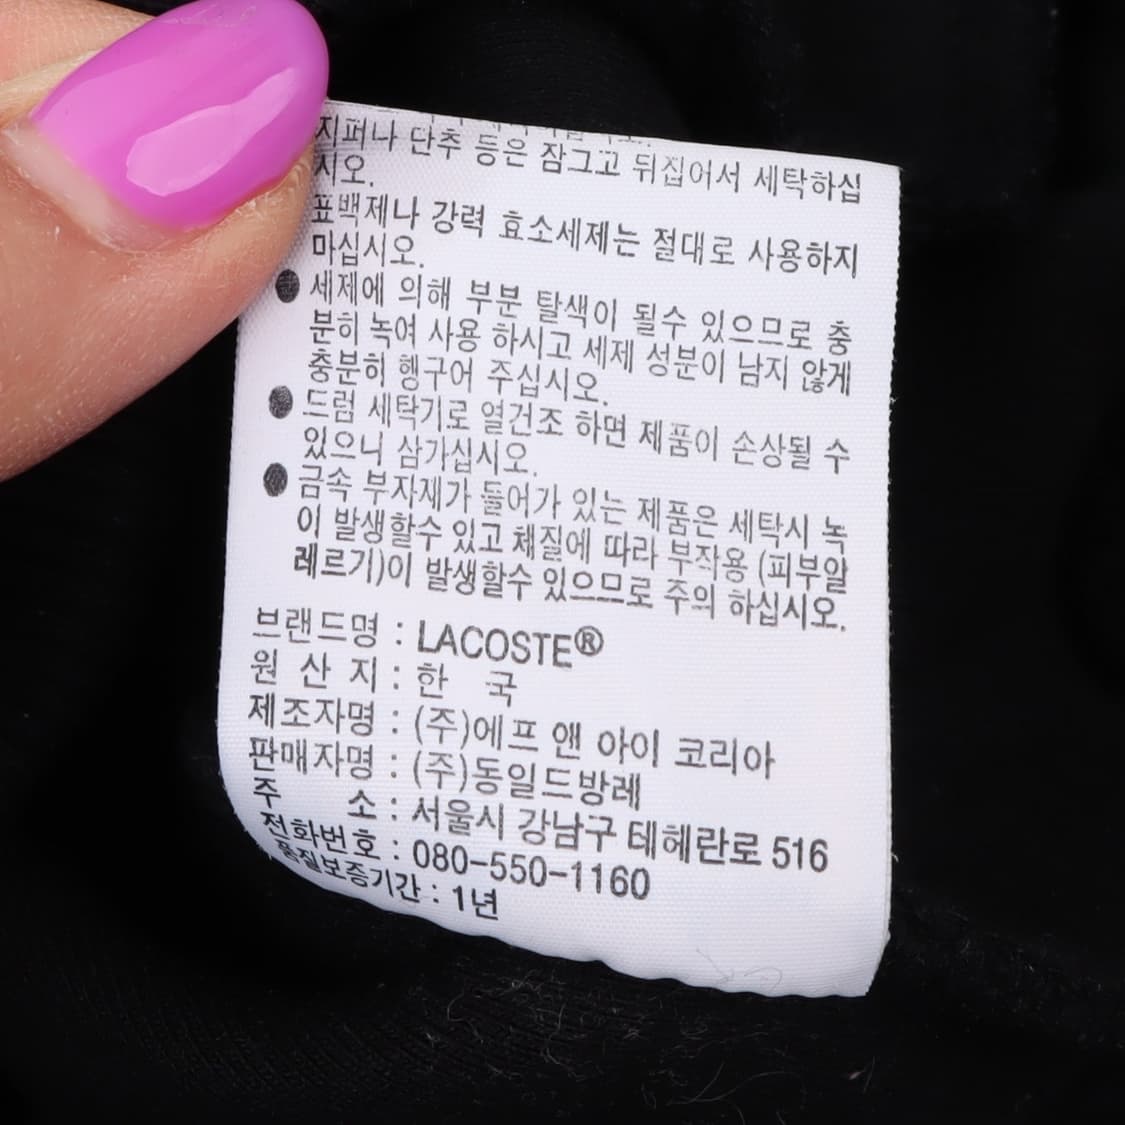 지퍼나 단추 등은 잠그고 뒤집어서 세탁하십
시오.
표백제나 강력 효소세제는 절대로 사용하지
마십시오.
● 세제에 의해 부분 탈색이 될수 있으므로 충
분히 녹여 사용 하시고 세제 성분이 남지 않게
충분히 헹구어 주십시오.
● 드럼 세탁기로 열건조 하면 제품이 손상될 수
있으니 삼가십시오.
● 금속 부자재가 들어가 있는 제품은 세탁시 녹
이 발생할수 있고 채질에 따라 부작용 (피부알
레르기)이 발생할수 있으므로 주의 하십시오.
브랜드명 : LACOSTE®
원 산 지 : 한 국
제조자명 : (주)에프 앤 아이 코리아
판매자명 : (주)동일드방레
주 소 : 서울시 강남구 테헤란로 516
전화번호 : 080-550-1160
품질보증기간 : 1년